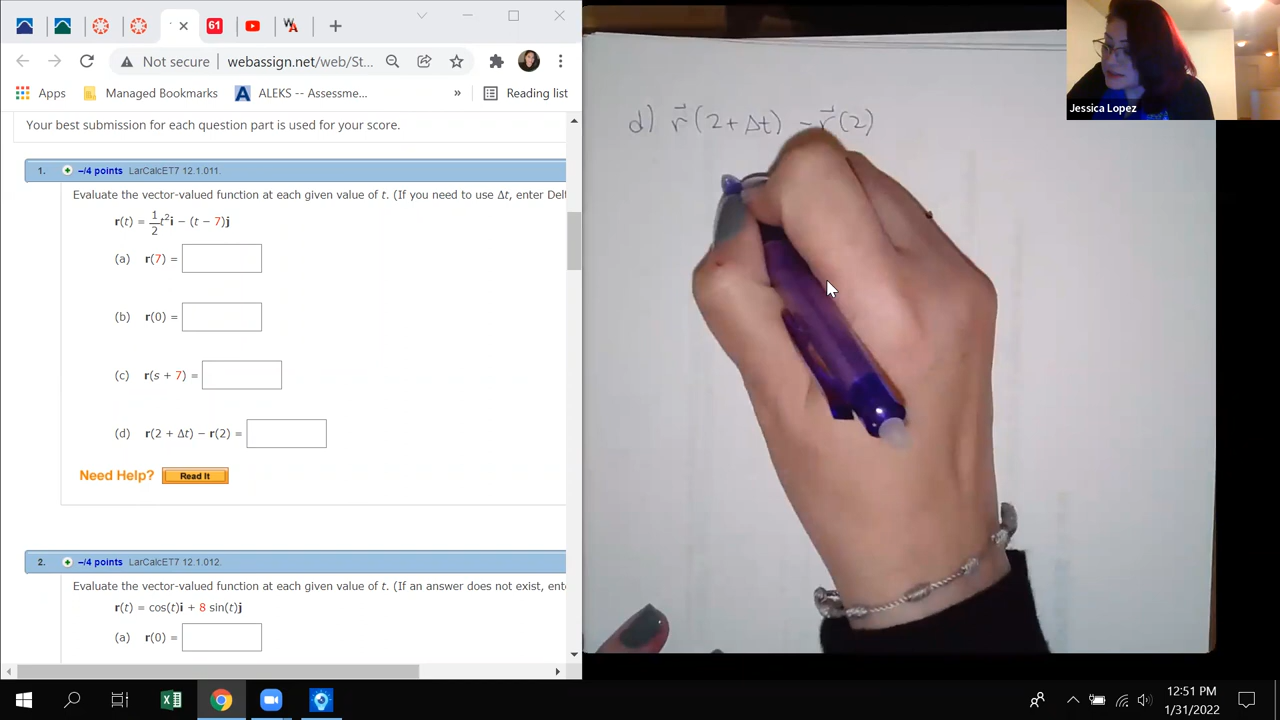 61
Not secure
webassign.net/web/St...
Apps
Managed Bookmarks
ALEKS -- Assessme...
»
Reading list
Your best submission for each question part is used for your score.
1.
–/4 points
LarCalcET7 12.1.011.
Evaluate the vector-valued function at each given value of t. (If you need to use Δt, enter Del
r(t) = 1/2 t²i − (t − 7)j
(a) r(7) =
(b) r(0) =
(c) r(s + 7) =
(d) r(2 + Δt) − r(2) =
Need Help?
Read It
2.
–/4 points
LarCalcET7 12.1.012.
Evaluate the vector-valued function at each given value of t. (If an answer does not exist, ente
r(t) = cos(t)i + 8 sin(t)j
(a) r(0) =
d) r⃗(2+Δt) − r⃗(2)
Jessica Lopez
12:51 PM
1/31/2022